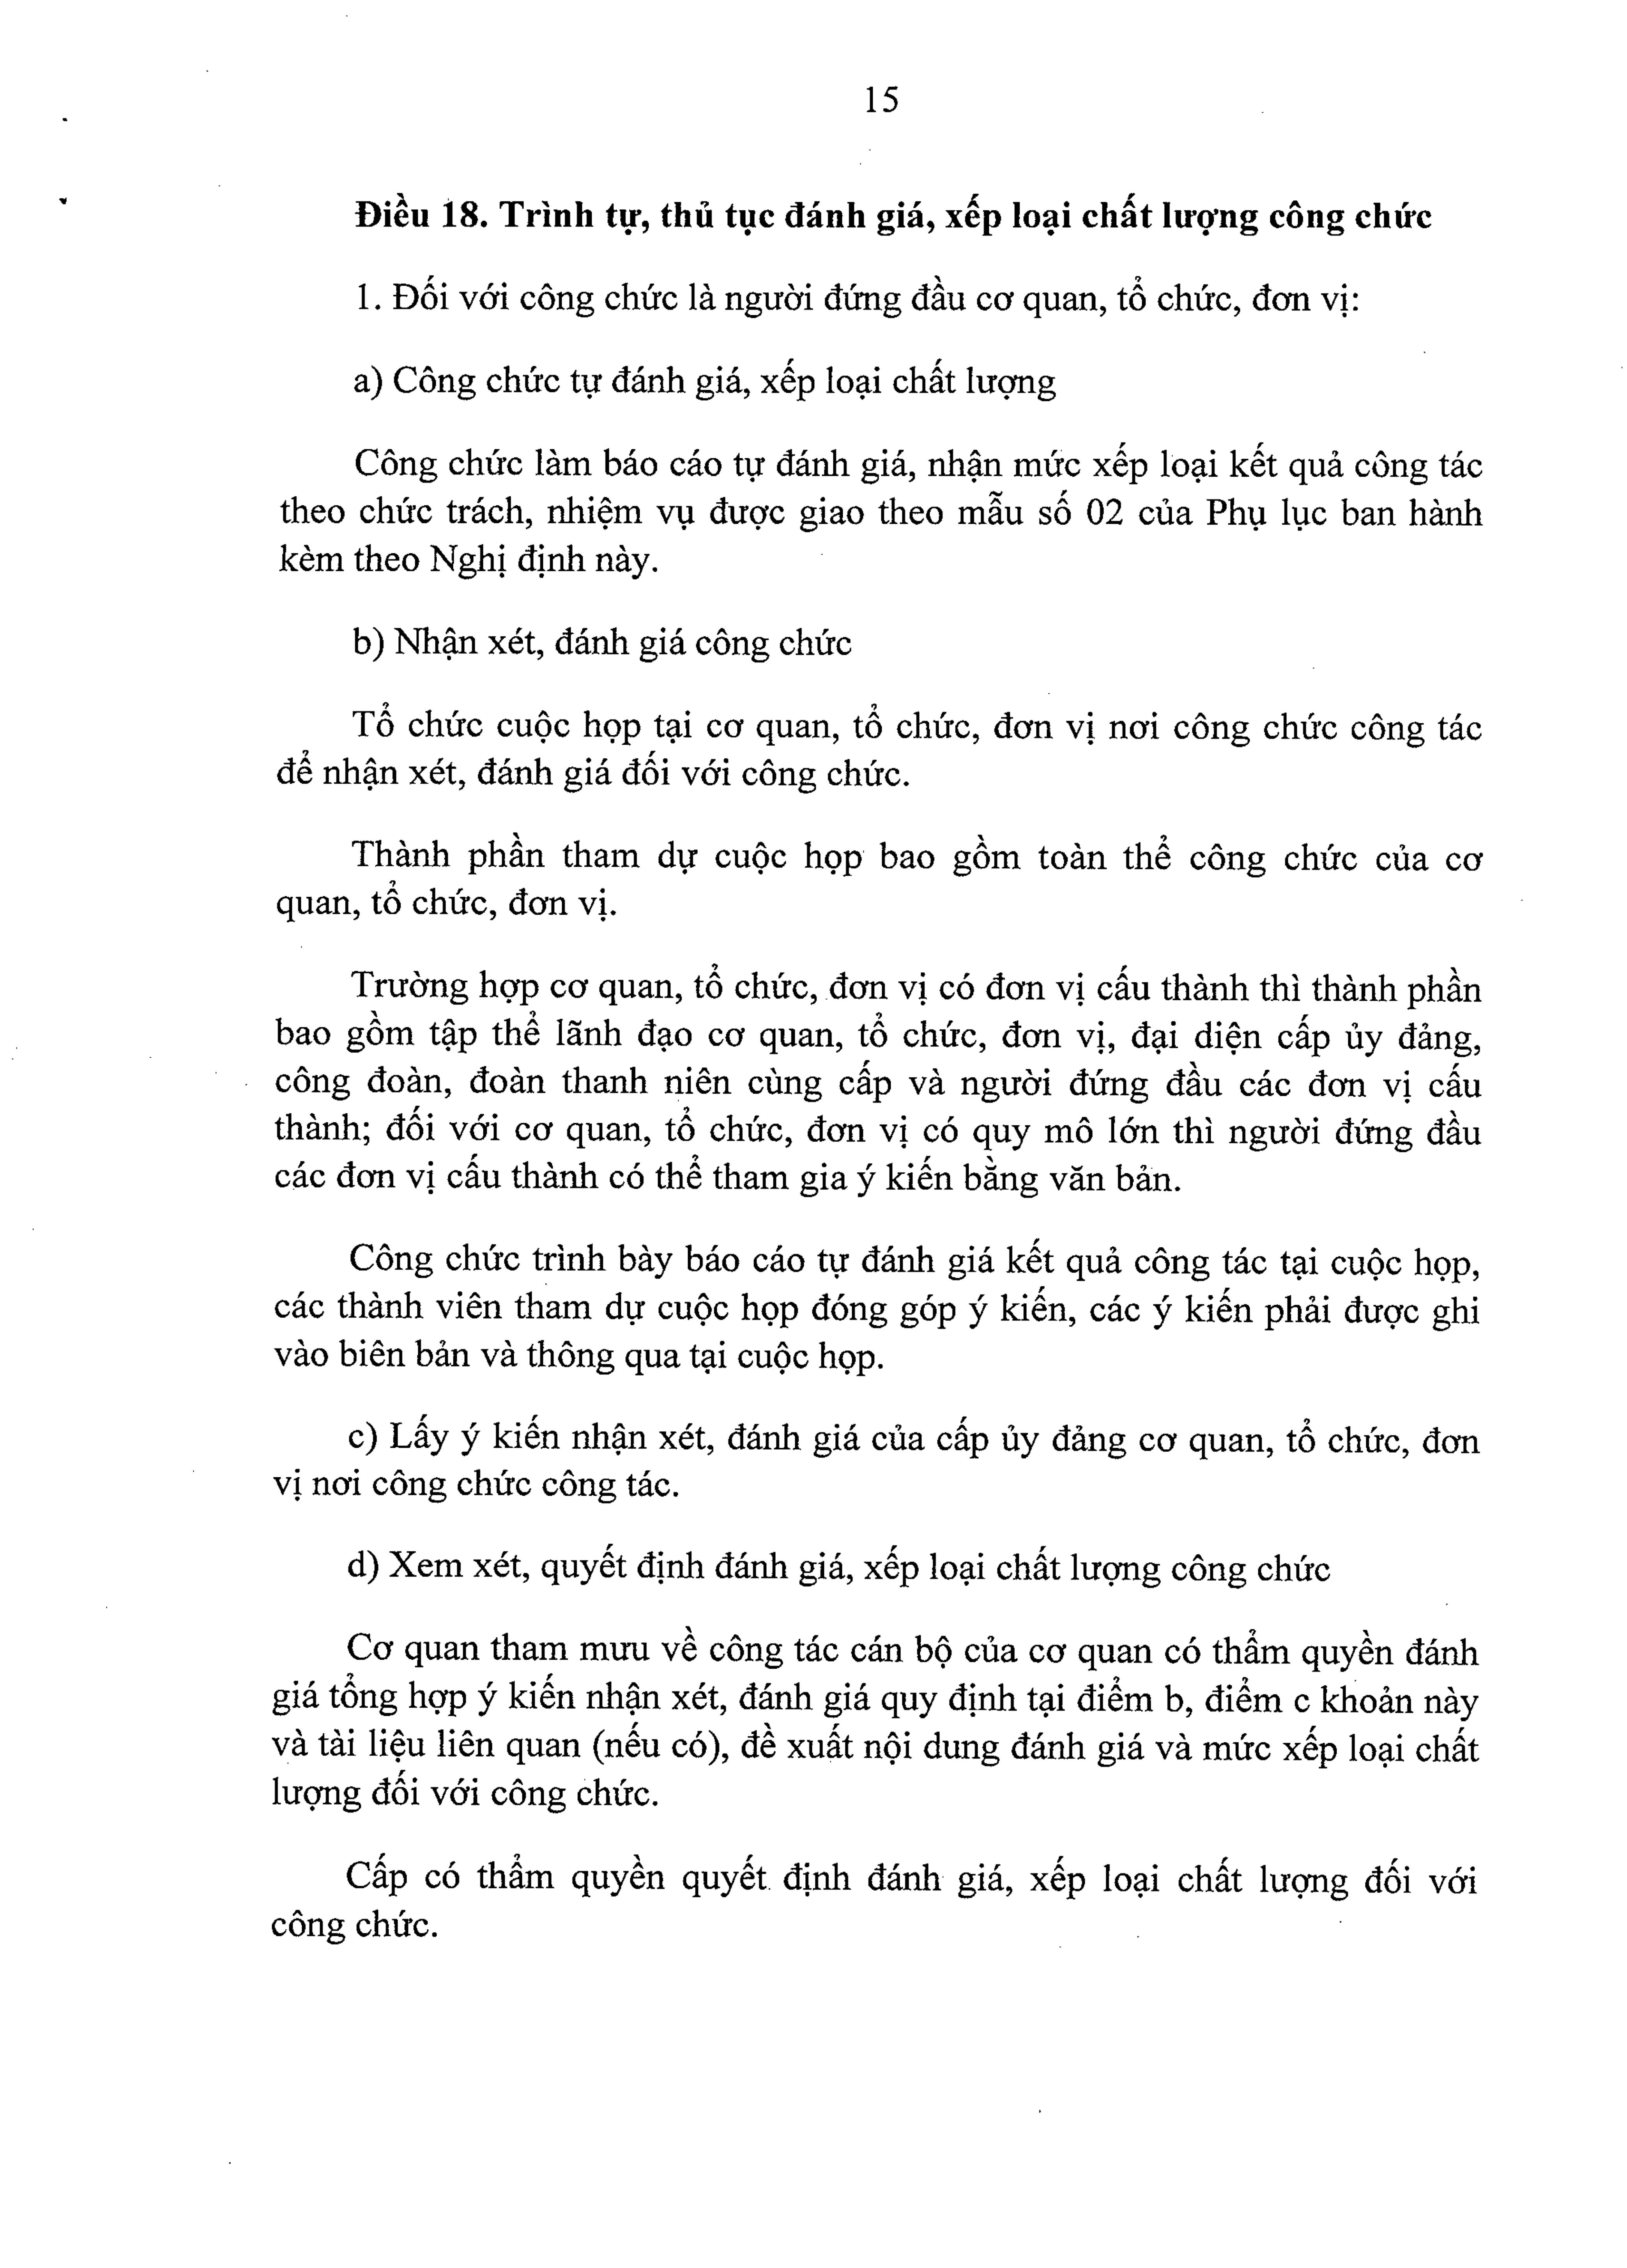 15
Điều 18. Trình tự, thủ tục đánh giá, xếp loại chất lượng công chức
1. Đối với công chức là người đứng đầu cơ quan, tổ chức, đơn vị:
a) Công chức tự đánh giá, xếp loại chất lượng
Công chức làm báo cáo tự đánh giá, nhận mức xếp loại kết quả công tác
theo chức trách, nhiệm vụ được giao theo mẫu số 02 của Phụ lục ban hành
kèm theo Nghị định này.
b) Nhận xét, đánh giá công chức
Tổ chức cuộc họp tại cơ quan, tổ chức, đơn vị nơi công chức công tác
để nhận xét, đánh giá đối với công chức.
Thành phần tham dự cuộc họp bao gồm toàn thể công chức của cơ
quan, tổ chức, đơn vị.
Trường hợp cơ quan, tổ chức, đơn vị có đơn vị cấu thành thì thành phần
bao gồm tập thể lãnh đạo cơ quan, tổ chức, đơn vị, đại diện cấp ủy đảng,
công đoàn, đoàn thanh niên cùng cấp và người đứng đầu các đơn vị cấu
thành; đối với cơ quan, tổ chức, đơn vị có quy mô lớn thì người đứng đầu
các đơn vị cấu thành có thể tham gia ý kiến bằng văn bản.
Công chức trình bày báo cáo tự đánh giá kết quả công tác tại cuộc họp,
các thành viên tham dự cuộc họp đóng góp ý kiến, các ý kiến phải được ghi
vào biên bản và thông qua tại cuộc họp.
c) Lấy ý kiến nhận xét, đánh giá của cấp ủy đảng cơ quan, tổ chức, đơn
vị nơi công chức công tác.
d) Xem xét, quyết định đánh giá, xếp loại chất lượng công chức
Cơ quan tham mưu về công tác cán bộ của cơ quan có thẩm quyền đánh
giá tổng hợp ý kiến nhận xét, đánh giá quy định tại điểm b, điểm c khoản này
và tài liệu liên quan (nếu có), đề xuất nội dung đánh giá và mức xếp loại chất
lượng đối với công chức.
Cấp có thẩm quyền quyết định đánh giá, xếp loại chất lượng đối với
công chức.